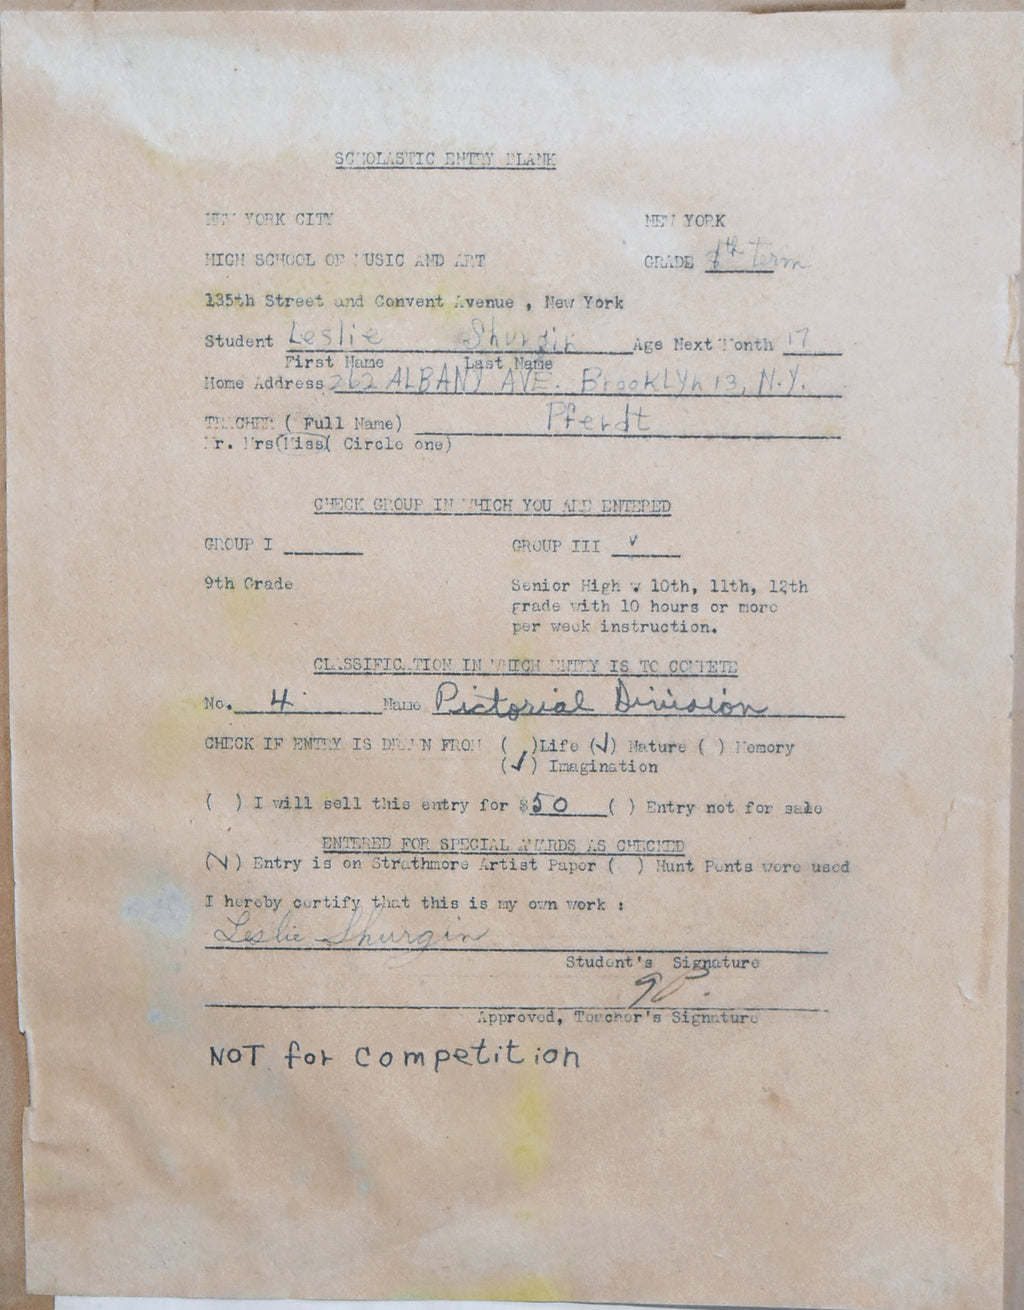 SCHOLASTIC ENTRY BLANK
NEW YORK CITY NEW YORK
HIGH SCHOOL OF MUSIC AND ART GRADE 8th term
135th Street and Convent Avenue , New York
Student Leslie Shurgin Age Next Month 17
First Name Last Name
Home Address 262 ALBANY AVE. Brooklyn 13, N.Y.
TEACHER ( Full Name) Pferdt
Mr. Mrs(Miss( Circle one)
CHECK GROUP IN WHICH YOU ARE ENTERED
GROUP I GROUP III ✓
9th Grade Senior High 10th, 11th, 12th
grade with 10 hours or more
per week instruction.
CLASSIFICATION IN WHICH ENTRY IS TO COMPETE
No. 4 Name Pictorial Division
CHECK IF ENTRY IS DRAWN FROM ( )Life (✓) Nature ( ) Memory
(✓) Imagination
( ) I will sell this entry for $50 ( ) Entry not for sale
ENTERED FOR SPECIAL AWARDS AS CHECKED
(✓) Entry is on Strathmore Artist Paper ( ) Hunt Pents were used
I hereby certify that this is my own work :
Leslie Shurgin
Student's Signature
Approved, Teacher's Signature
NOT for Competition